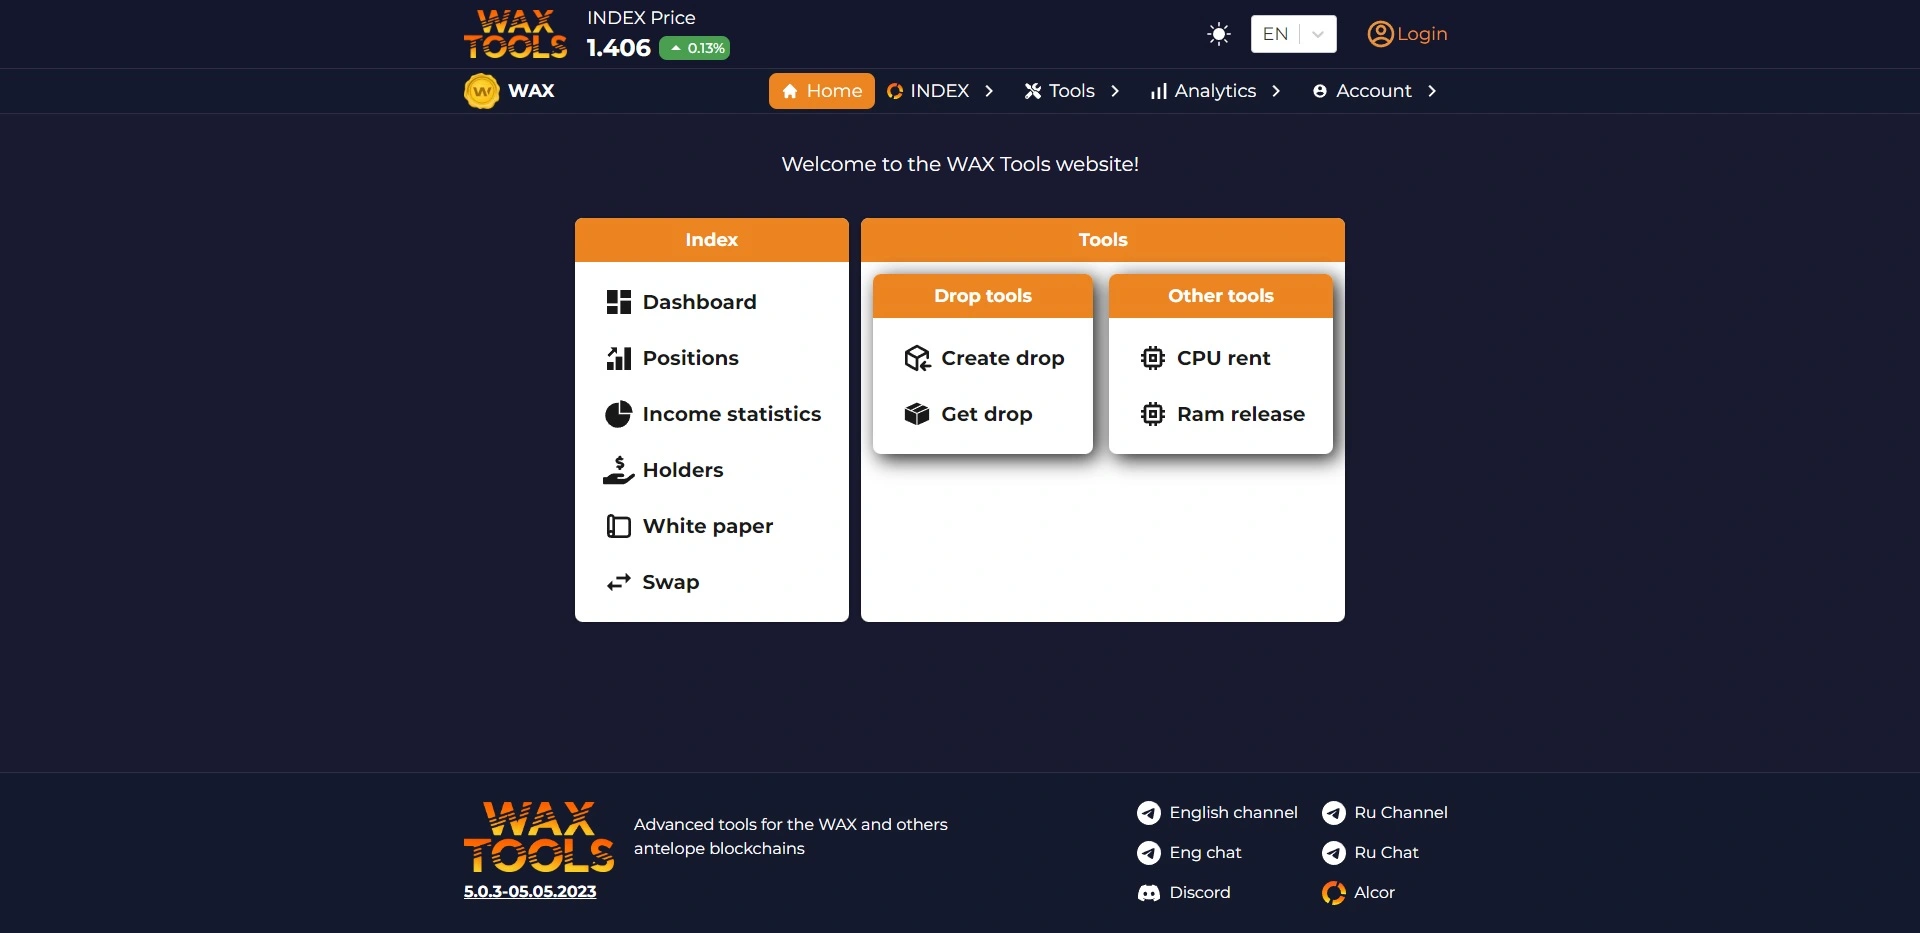 WAX
TOOLS
INDEX Price
1.406
0.13%
EN
Login
W
WAX
Home
INDEX
Tools
Analytics
Account
Welcome to the WAX Tools website!
Index
Dashboard
Positions
Income statistics
Holders
White paper
Swap
Tools
Drop tools
Create drop
Get drop
Other tools
CPU rent
Ram release
WAX
TOOLS
5.0.3-05.05.2023
Advanced tools for the WAX and others
antelope blockchains
English channel
Eng chat
Discord
Ru Channel
Ru Chat
Alcor